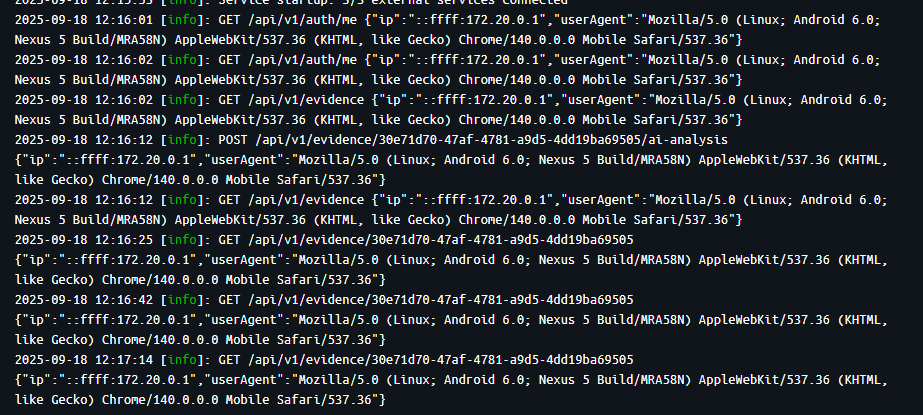 2025-09-18 12:15:55 [info]: Service startup: 3/3 external services connected
2025-09-18 12:16:01 [info]: GET /api/v1/auth/me {"ip":"::ffff:172.20.0.1","userAgent":"Mozilla/5.0 (Linux; Android 6.0;
Nexus 5 Build/MRA58N) AppleWebKit/537.36 (KHTML, like Gecko) Chrome/140.0.0.0 Mobile Safari/537.36"}
2025-09-18 12:16:02 [info]: GET /api/v1/auth/me {"ip":"::ffff:172.20.0.1","userAgent":"Mozilla/5.0 (Linux; Android 6.0;
Nexus 5 Build/MRA58N) AppleWebKit/537.36 (KHTML, like Gecko) Chrome/140.0.0.0 Mobile Safari/537.36"}
2025-09-18 12:16:02 [info]: GET /api/v1/evidence {"ip":"::ffff:172.20.0.1","userAgent":"Mozilla/5.0 (Linux; Android 6.0;
Nexus 5 Build/MRA58N) AppleWebKit/537.36 (KHTML, like Gecko) Chrome/140.0.0.0 Mobile Safari/537.36"}
2025-09-18 12:16:12 [info]: POST /api/v1/evidence/30e71d70-47af-4781-a9d5-4dd19ba69505/ai-analysis
{"ip":"::ffff:172.20.0.1","userAgent":"Mozilla/5.0 (Linux; Android 6.0; Nexus 5 Build/MRA58N) AppleWebKit/537.36 (KHTML,
like Gecko) Chrome/140.0.0.0 Mobile Safari/537.36"}
2025-09-18 12:16:12 [info]: GET /api/v1/evidence {"ip":"::ffff:172.20.0.1","userAgent":"Mozilla/5.0 (Linux; Android 6.0;
Nexus 5 Build/MRA58N) AppleWebKit/537.36 (KHTML, like Gecko) Chrome/140.0.0.0 Mobile Safari/537.36"}
2025-09-18 12:16:25 [info]: GET /api/v1/evidence/30e71d70-47af-4781-a9d5-4dd19ba69505
{"ip":"::ffff:172.20.0.1","userAgent":"Mozilla/5.0 (Linux; Android 6.0; Nexus 5 Build/MRA58N) AppleWebKit/537.36 (KHTML,
like Gecko) Chrome/140.0.0.0 Mobile Safari/537.36"}
2025-09-18 12:16:42 [info]: GET /api/v1/evidence/30e71d70-47af-4781-a9d5-4dd19ba69505
{"ip":"::ffff:172.20.0.1","userAgent":"Mozilla/5.0 (Linux; Android 6.0; Nexus 5 Build/MRA58N) AppleWebKit/537.36 (KHTML,
like Gecko) Chrome/140.0.0.0 Mobile Safari/537.36"}
2025-09-18 12:17:14 [info]: GET /api/v1/evidence/30e71d70-47af-4781-a9d5-4dd19ba69505
{"ip":"::ffff:172.20.0.1","userAgent":"Mozilla/5.0 (Linux; Android 6.0; Nexus 5 Build/MRA58N) AppleWebKit/537.36 (KHTML,
like Gecko) Chrome/140.0.0.0 Mobile Safari/537.36"}